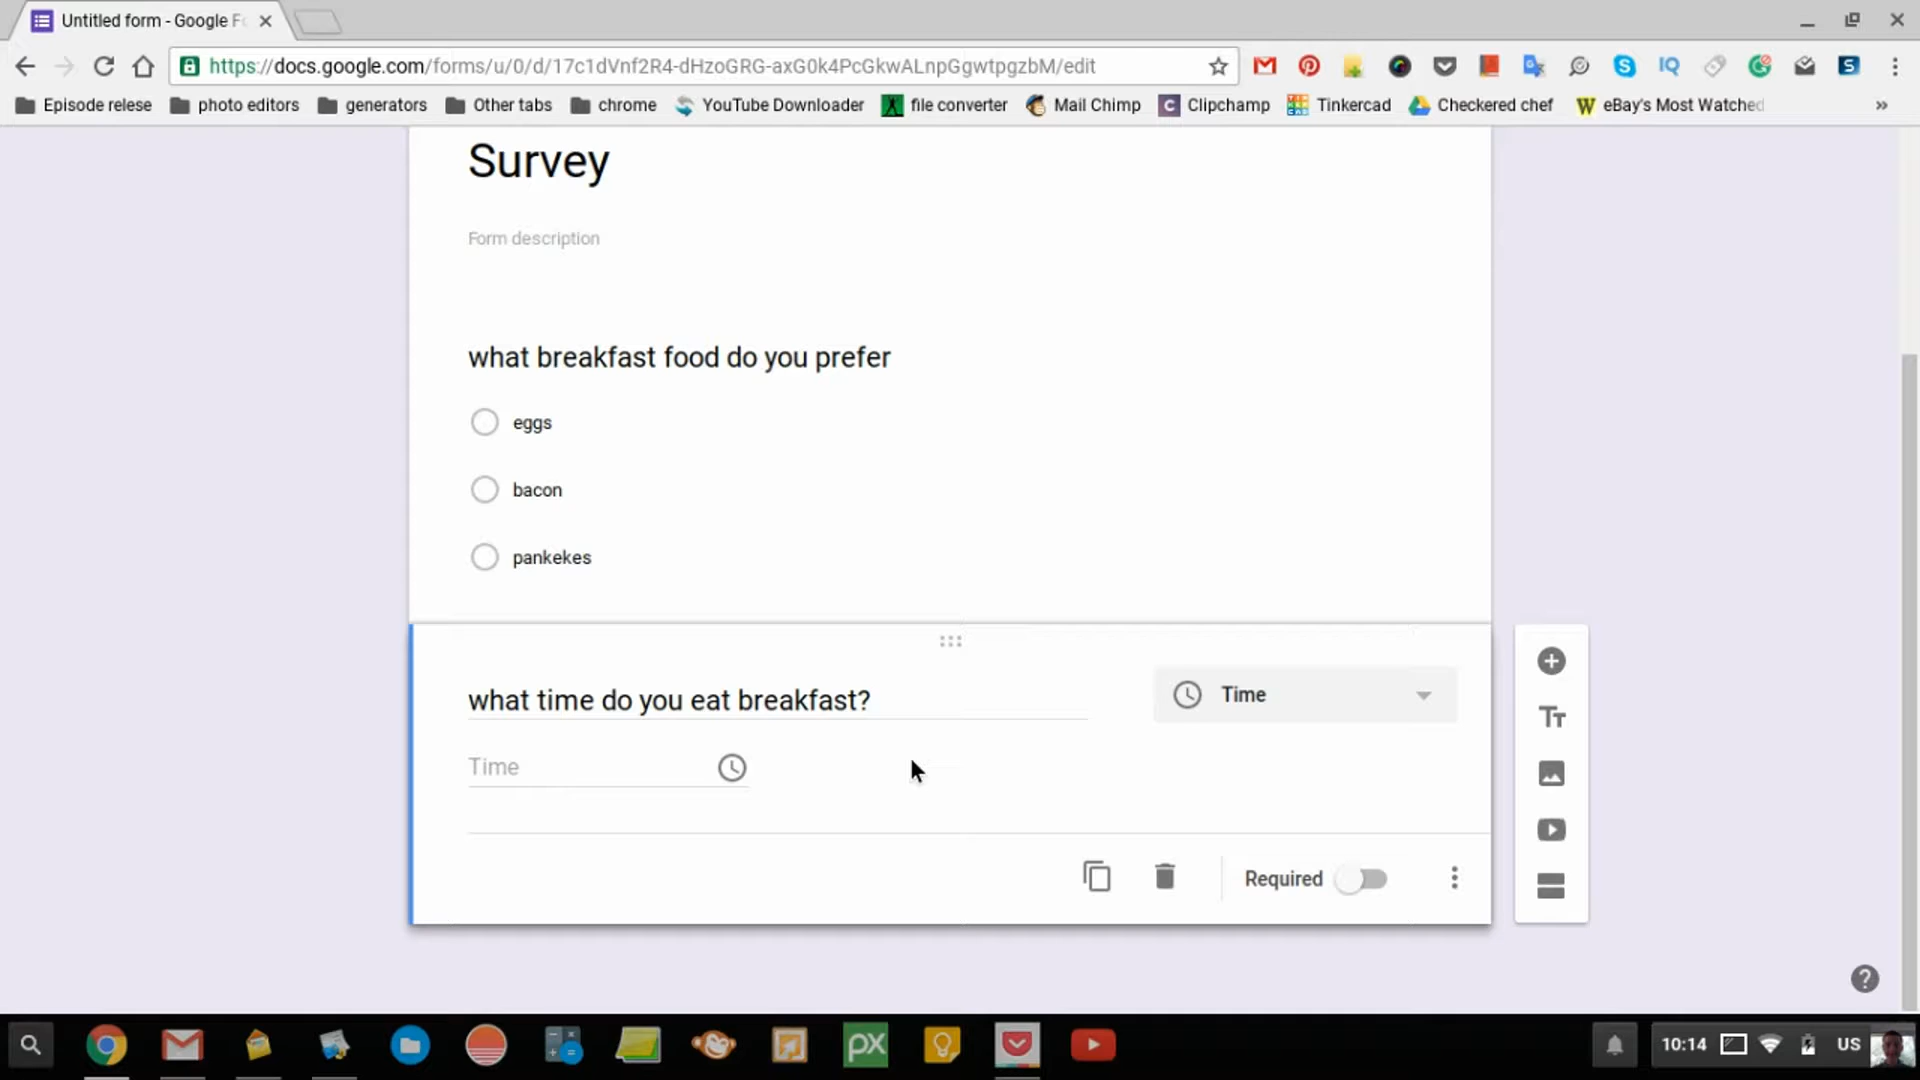 Untitled form - Google Fo
https://docs.google.com/forms/u/0/d/17c1dVnf2R4-dHzoGRG-axG0k4PcGkwALnpGgwtpgzbM/edit
Episode relese photo editors generators Other tabs chrome YouTube Downloader file converter Mail Chimp Clipchamp Tinkercad Checkered chef eBay's Most Watched »
Survey
Form description
what breakfast food do you prefer
eggs
bacon
pankekes
what time do you eat breakfast?
Time
Time
Required
10:14 US